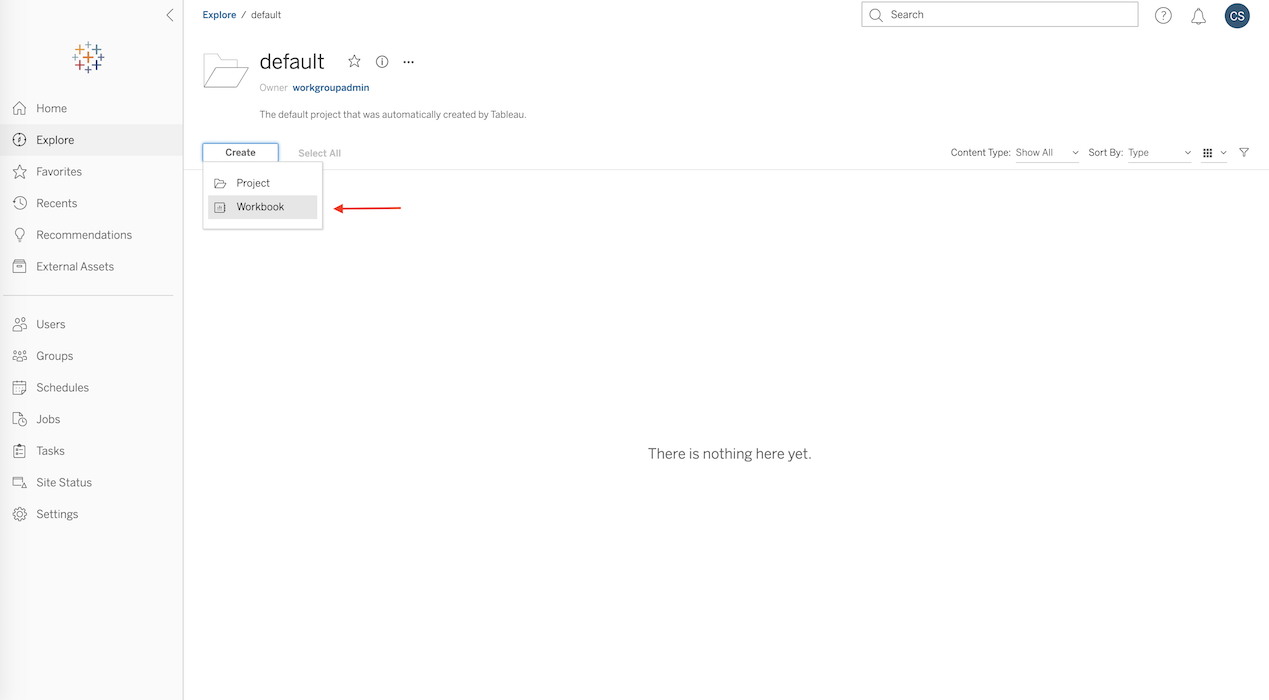 Explore / default
Search
CS
default
Owner workgroupadmin
The default project that was automatically created by Tableau.
Create Select All Content Type: Show All Sort By: Type
Project
Workbook
Home
Explore
Favorites
Recents
Recommendations
External Assets
Users
Groups
Schedules
Jobs
Tasks
Site Status
Settings
There is nothing here yet.